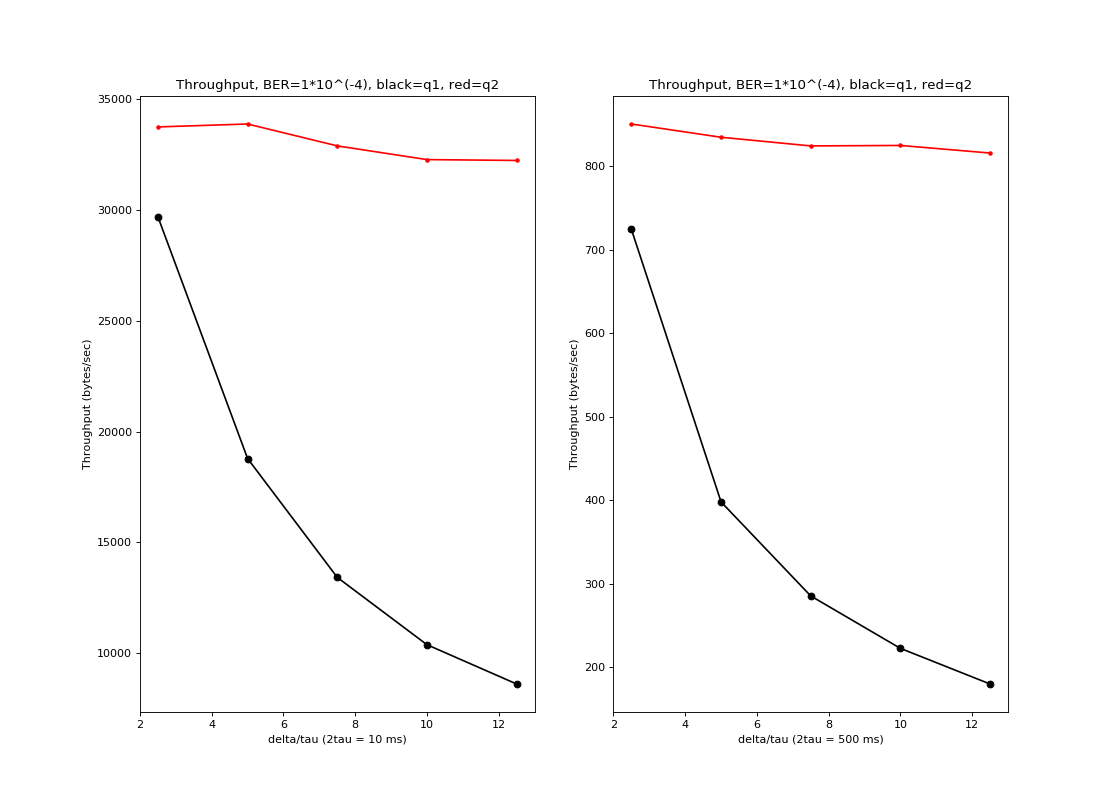 Throughput, BER=1*10^(-4), black=q1, red=q2
35000
30000
25000
20000
15000
10000
Throughput (bytes/sec)
2 4 6 8 10 12
delta/tau (2tau = 10 ms)
Throughput, BER=1*10^(-4), black=q1, red=q2
800
700
600
500
400
300
200
Throughput (bytes/sec)
2 4 6 8 10 12
delta/tau (2tau = 500 ms)